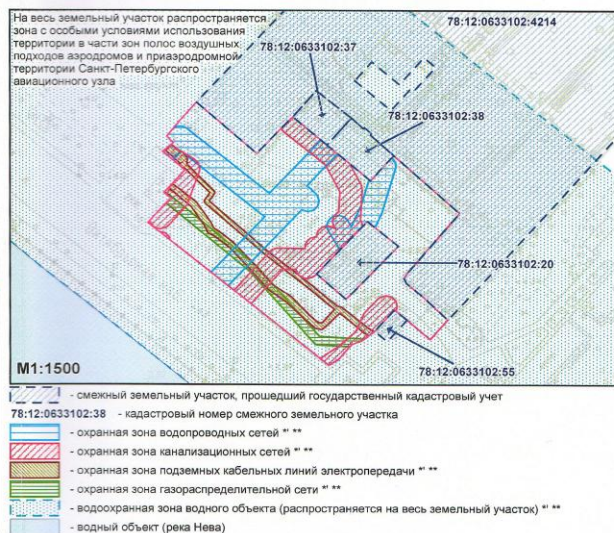 На весь земельный участок распространяется
зона с особыми условиями использования
территории в части зон полос воздушных
подходов аэродромов и приаэродромной
территории Санкт-Петербургского
авиационного узла
78:12:0633102:4214
78:12:0633102:37
78:12:0633102:38
78:12:0633102:20
78:12:0633102:55
М1:1500
- смежный земельный участок, прошедший государственный кадастровый учет
78:12:0633102:38 - кадастровый номер смежного земельного участка
- охранная зона водопроводных сетей *' **
- охранная зона канализационных сетей *' **
- охранная зона подземных кабельных линий электропередачи *' **
- охранная зона газораспределительной сети *' **
- водоохранная зона водного объекта (распространяется на весь земельный участок) *' **
- водный объект (река Нева)